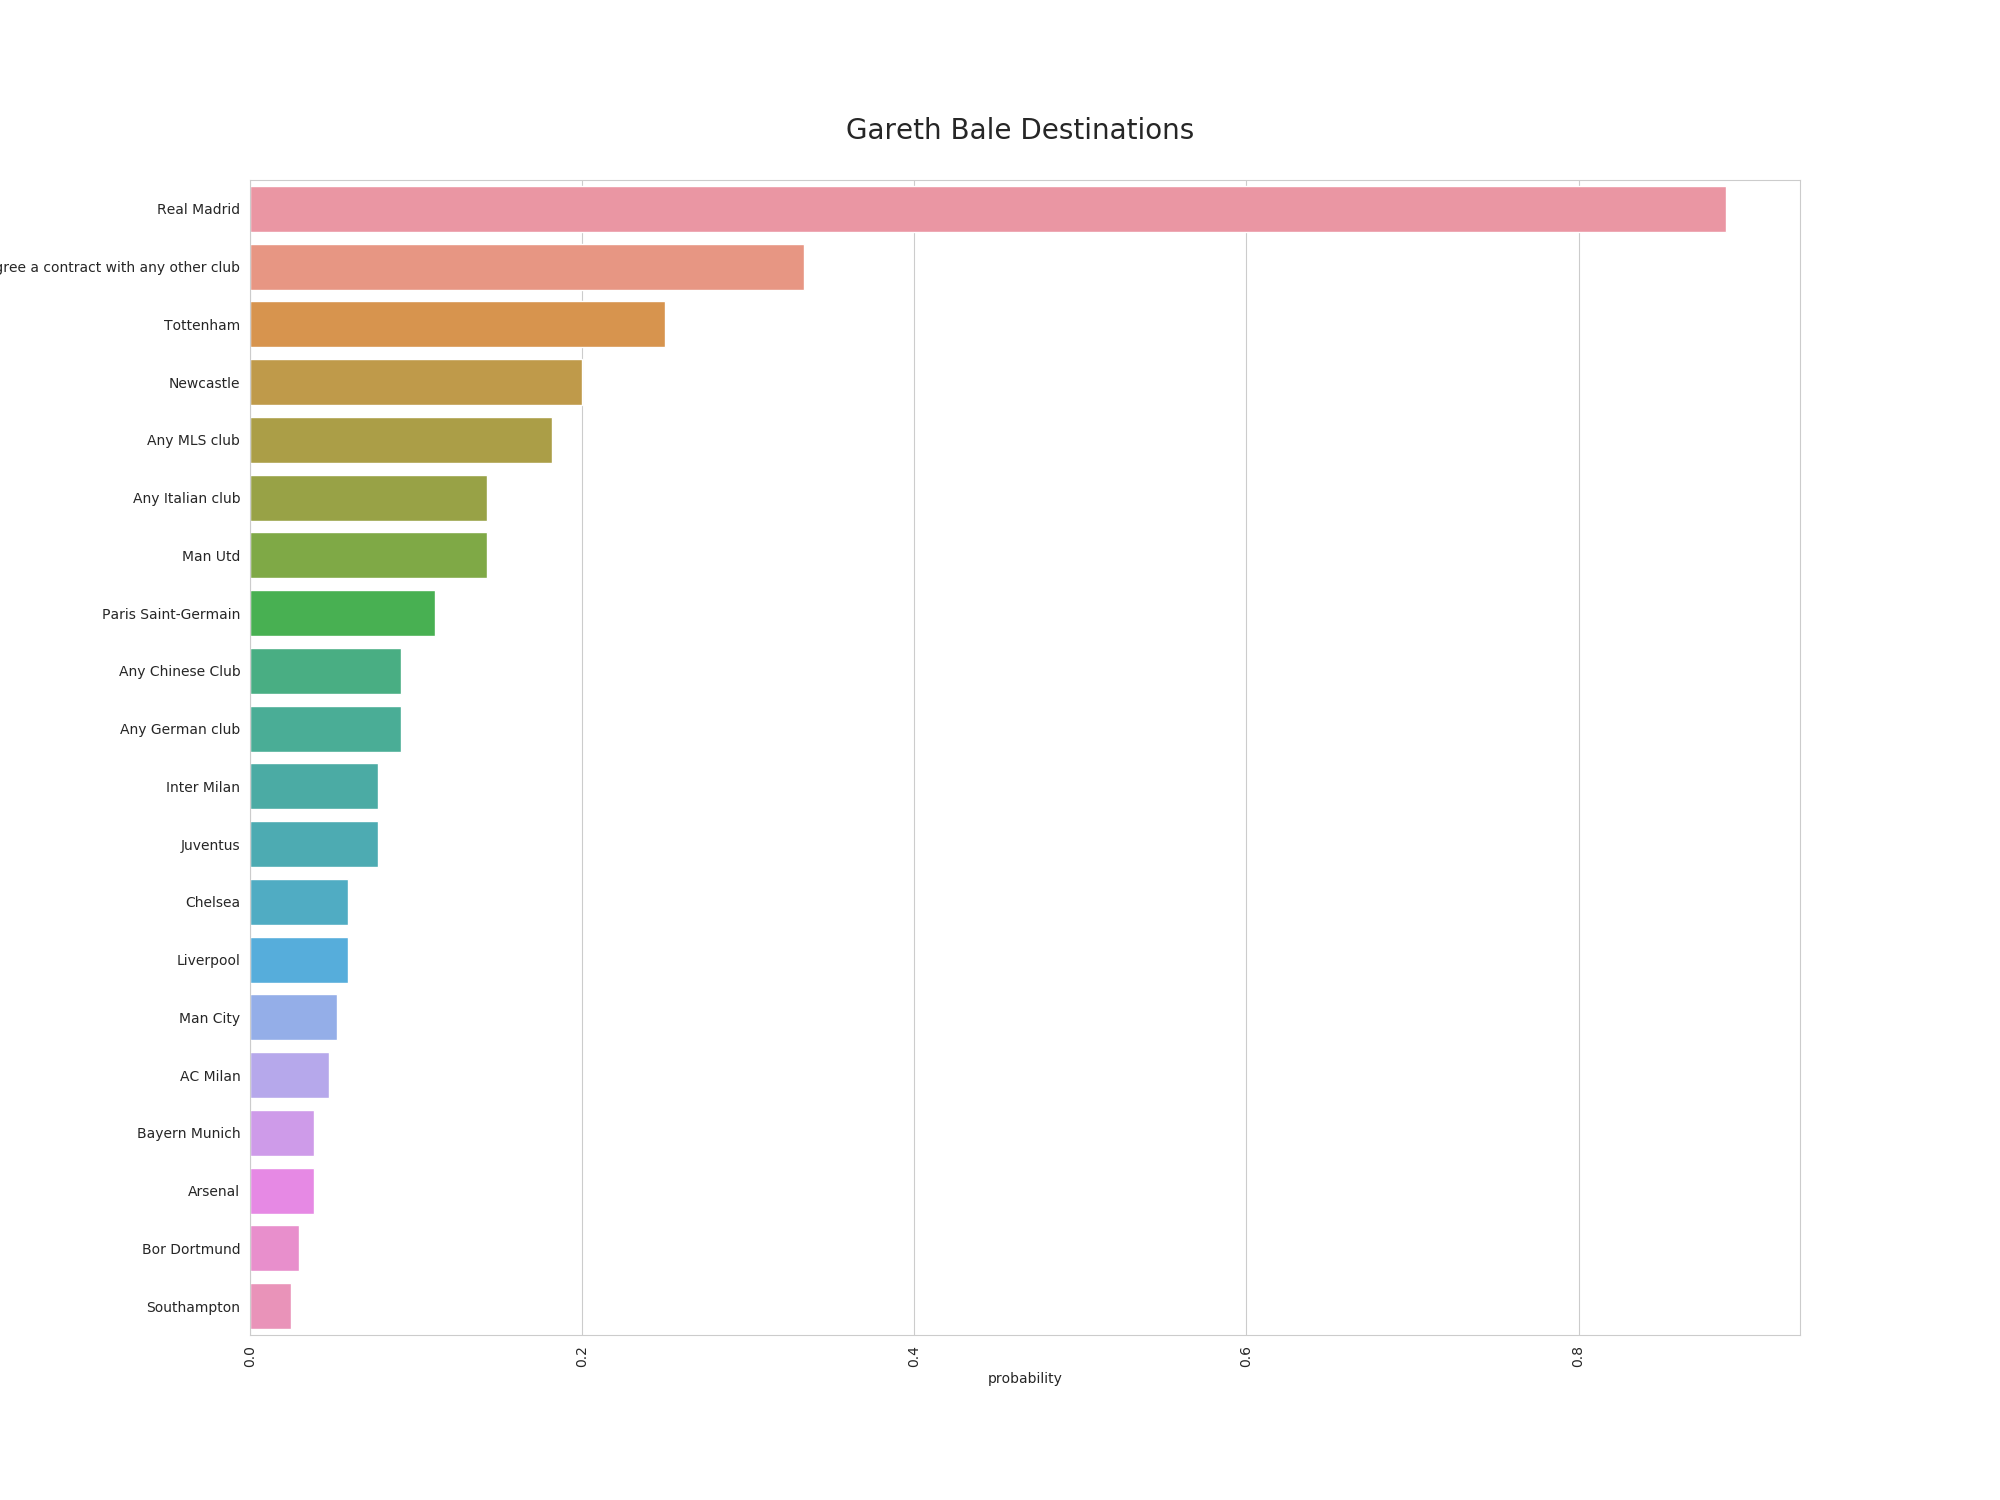 Gareth Bale Destinations
Real Madrid
a contract with any other club
Tottenham
Newcastle
Any MLS club
Any Italian club
Man Utd
Paris Saint-Germain
Any Chinese Club
Any German club
Inter Milan
Juventus
Chelsea
Liverpool
Man City
AC Milan
Bayern Munich
Arsenal
Bor Dortmund
Southampton
0.0 0.2 0.4 0.6 0.8
probability